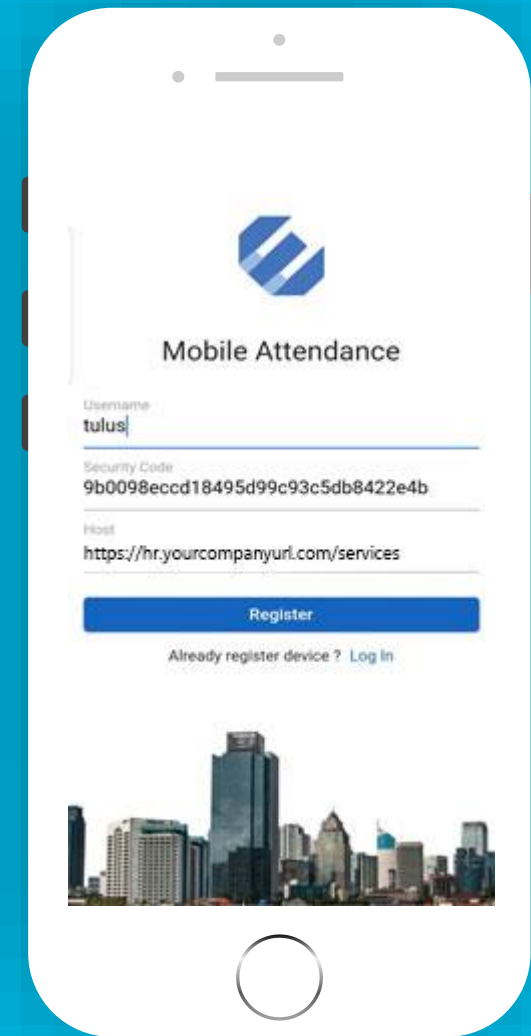 Mobile Attendance
Username
tulus
Security Code
9b0098eccd18495d99c93c5db8422e4b
Host
https://hr.yourcompanyurl.com/services
Register
Already register device ? Log In